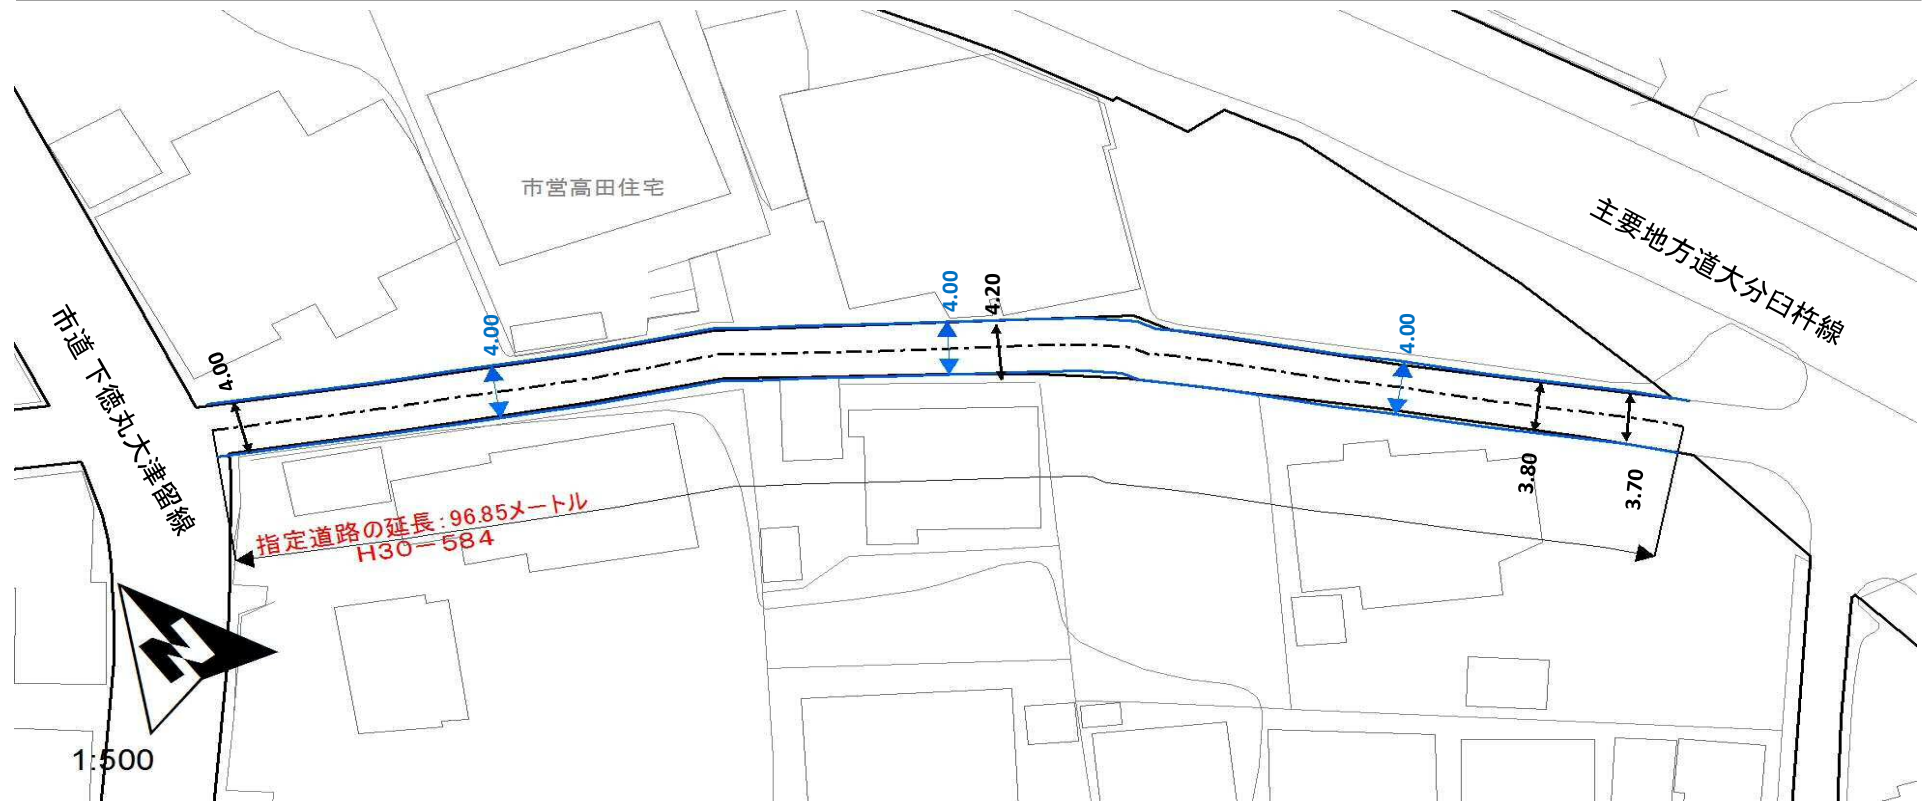 市営高田住宅
主要地方道大分臼杵線
市道 下徳丸大津留線
4.00
4.00
4.00
4.20
4.00
3.80
3.70
指定道路の延長：96.85メートル
H30－584
N
1:500